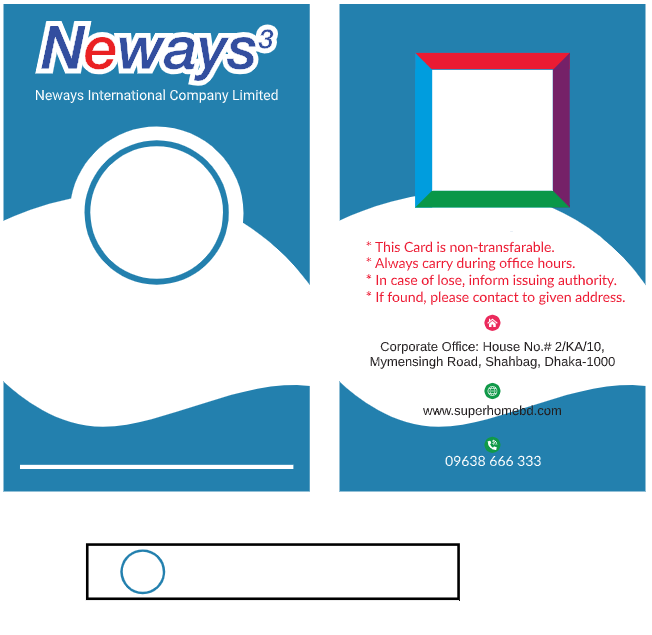 Neways³
Neways International Company Limited
* This Card is non-transfarable.
* Always carry during office hours.
* In case of lose, inform issuing authority.
* If found, please contact to given address.
Corporate Office: House No.# 2/KA/10,
Mymensingh Road, Shahbag, Dhaka-1000
www.superhomebd.com
09638 666 333